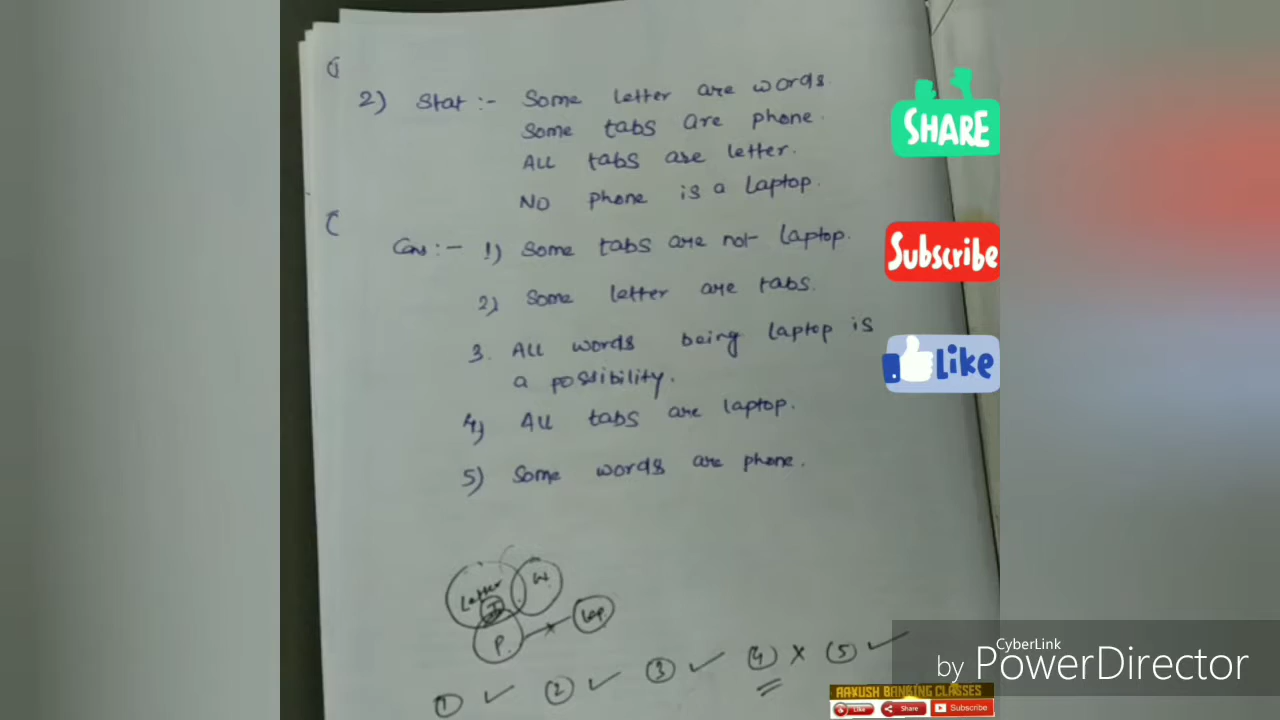 2) Stat :- Some letter are words.
Some tabs are phone.
ALL tabs are letter.
NO phone is a Laptop.
Cons :- 1) Some tabs are not Laptop.
2) Some letter are tabs.
3. ALL words being laptop is
a possibility.
4) ALL tabs are laptop.
5) Some words are phone.
Letter W.
T
P. Lap.
① ✓ ② ✓ ③ ✓ ④ x ⑤ ✓
SHARE
Subscribe
Like
CyberLink
by PowerDirector
AAKUSH BANKING CLASSES
Like Share Subscribe